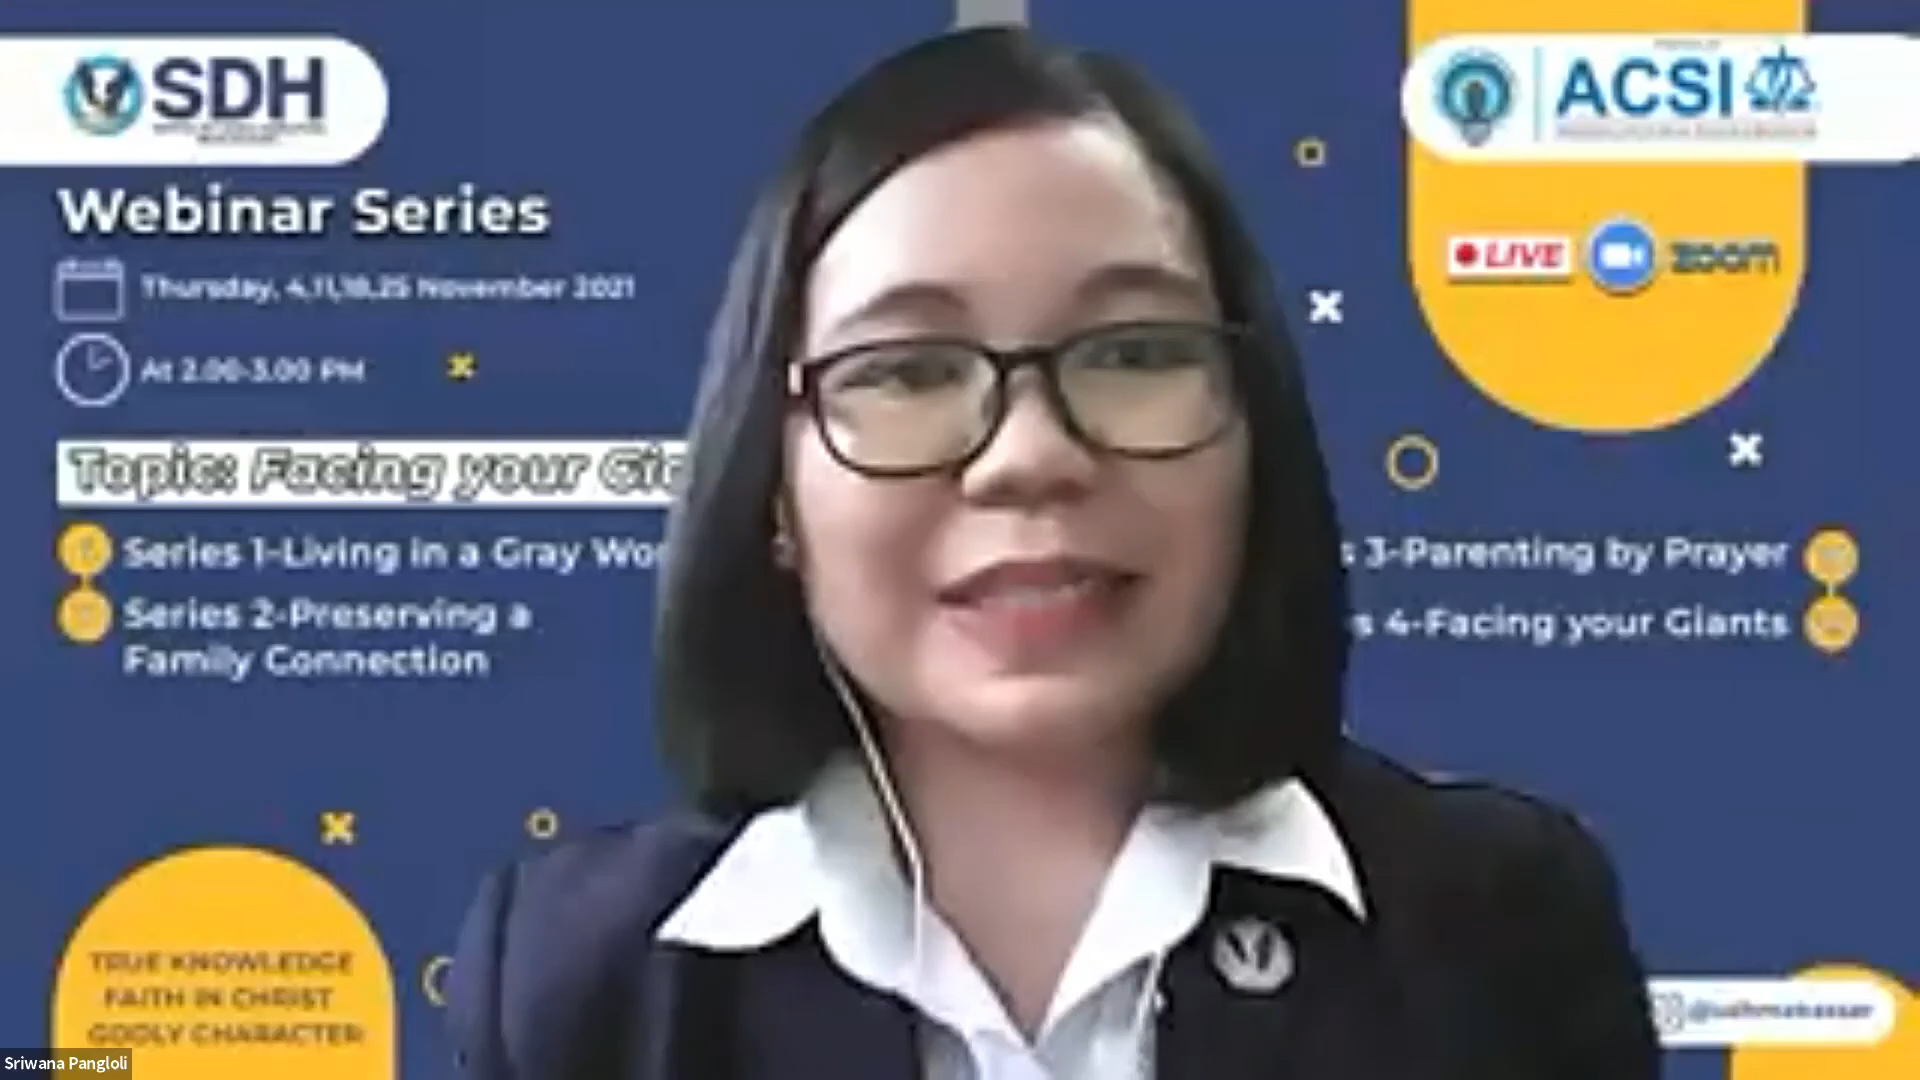 SDH
ACSI
Webinar Series
Thursday, 4,11,18,25 November 2021
At 2.00-3.00 PM
LIVE
zoom
Topic: Facing your Gia
Series 1-Living in a Gray Wo
Series 2-Preserving a
Family Connection
s 3-Parenting by Prayer
s 4-Facing your Giants
TRUE KNOWLEDGE
FAITH IN CHRIST
GODLY CHARACTER
@sdhmakassar
Sriwana Pangloli